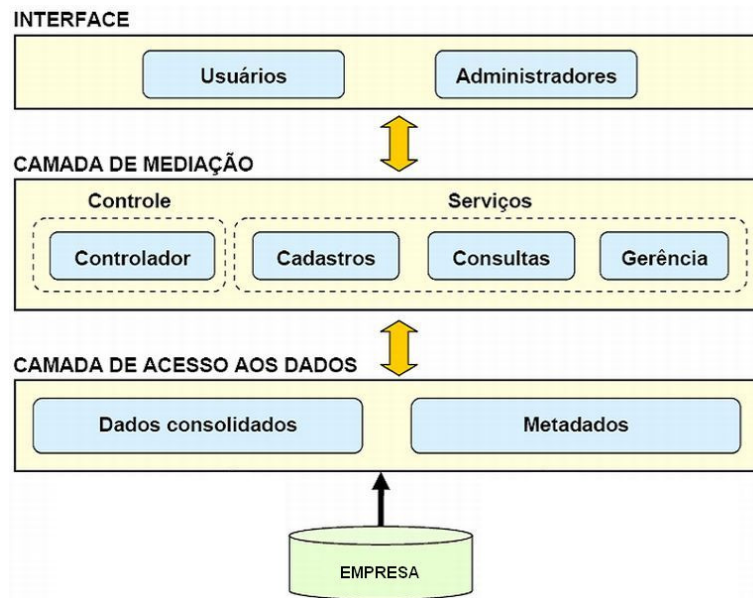 INTERFACE
Usuários Administradores
CAMADA DE MEDIAÇÃO
Controle Serviços
Controlador Cadastros Consultas Gerência
CAMADA DE ACESSO AOS DADOS
Dados consolidados Metadados
EMPRESA